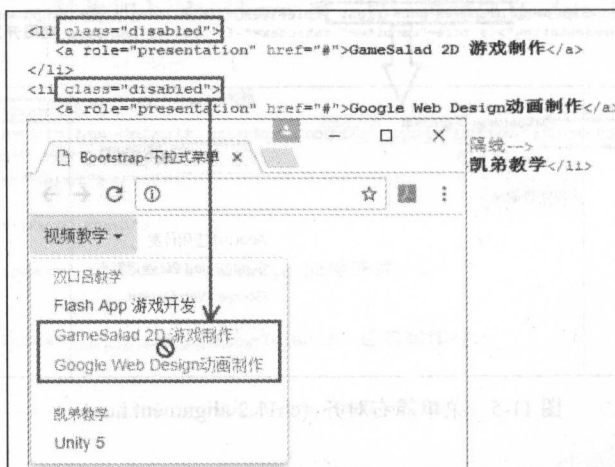 <li class="disabled">
<a role="presentation" href="#">GameSalad 2D 游戏制作</a>
</li>
<li class="disabled">
<a role="presentation" href="#">Google Web Design动画制作</a>
隔线-->
凯弟教学</li>
Bootstrap-下拉式菜单
视频教学
双口吕教学
Flash App 游戏开发
GameSalad 2D 游戏制作
Google Web Design动画制作
凯弟教学
Unity 5